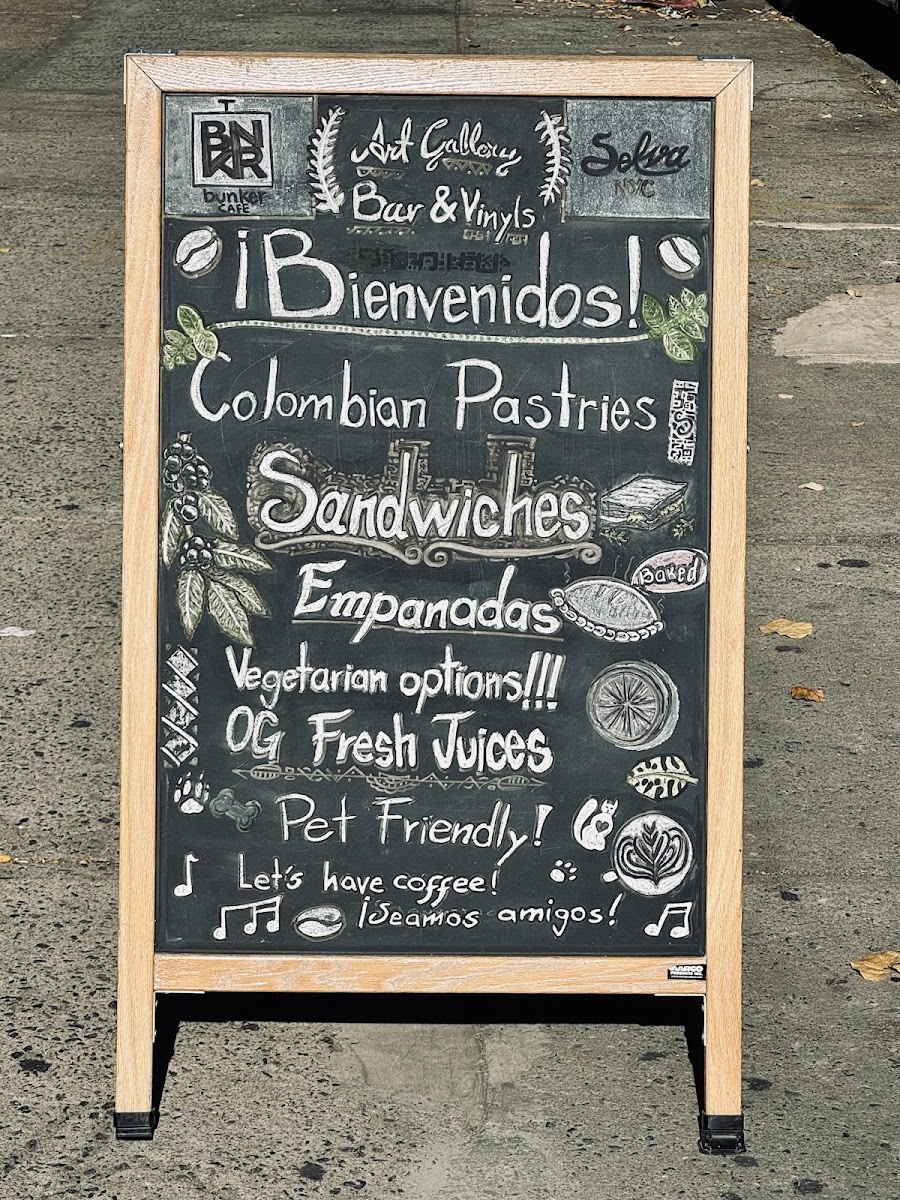 BNKR
bunker
CAFE
Art Gallery
Bar & Vinyls
Selva
NYC
¡Bienvenidos!
Colombian Pastries
Sandwiches
Baked
Empanadas
Vegetarian options!!!
OG Fresh Juices
Pet Friendly!
Let's have coffee!
¡Seamos amigos!
AARCO